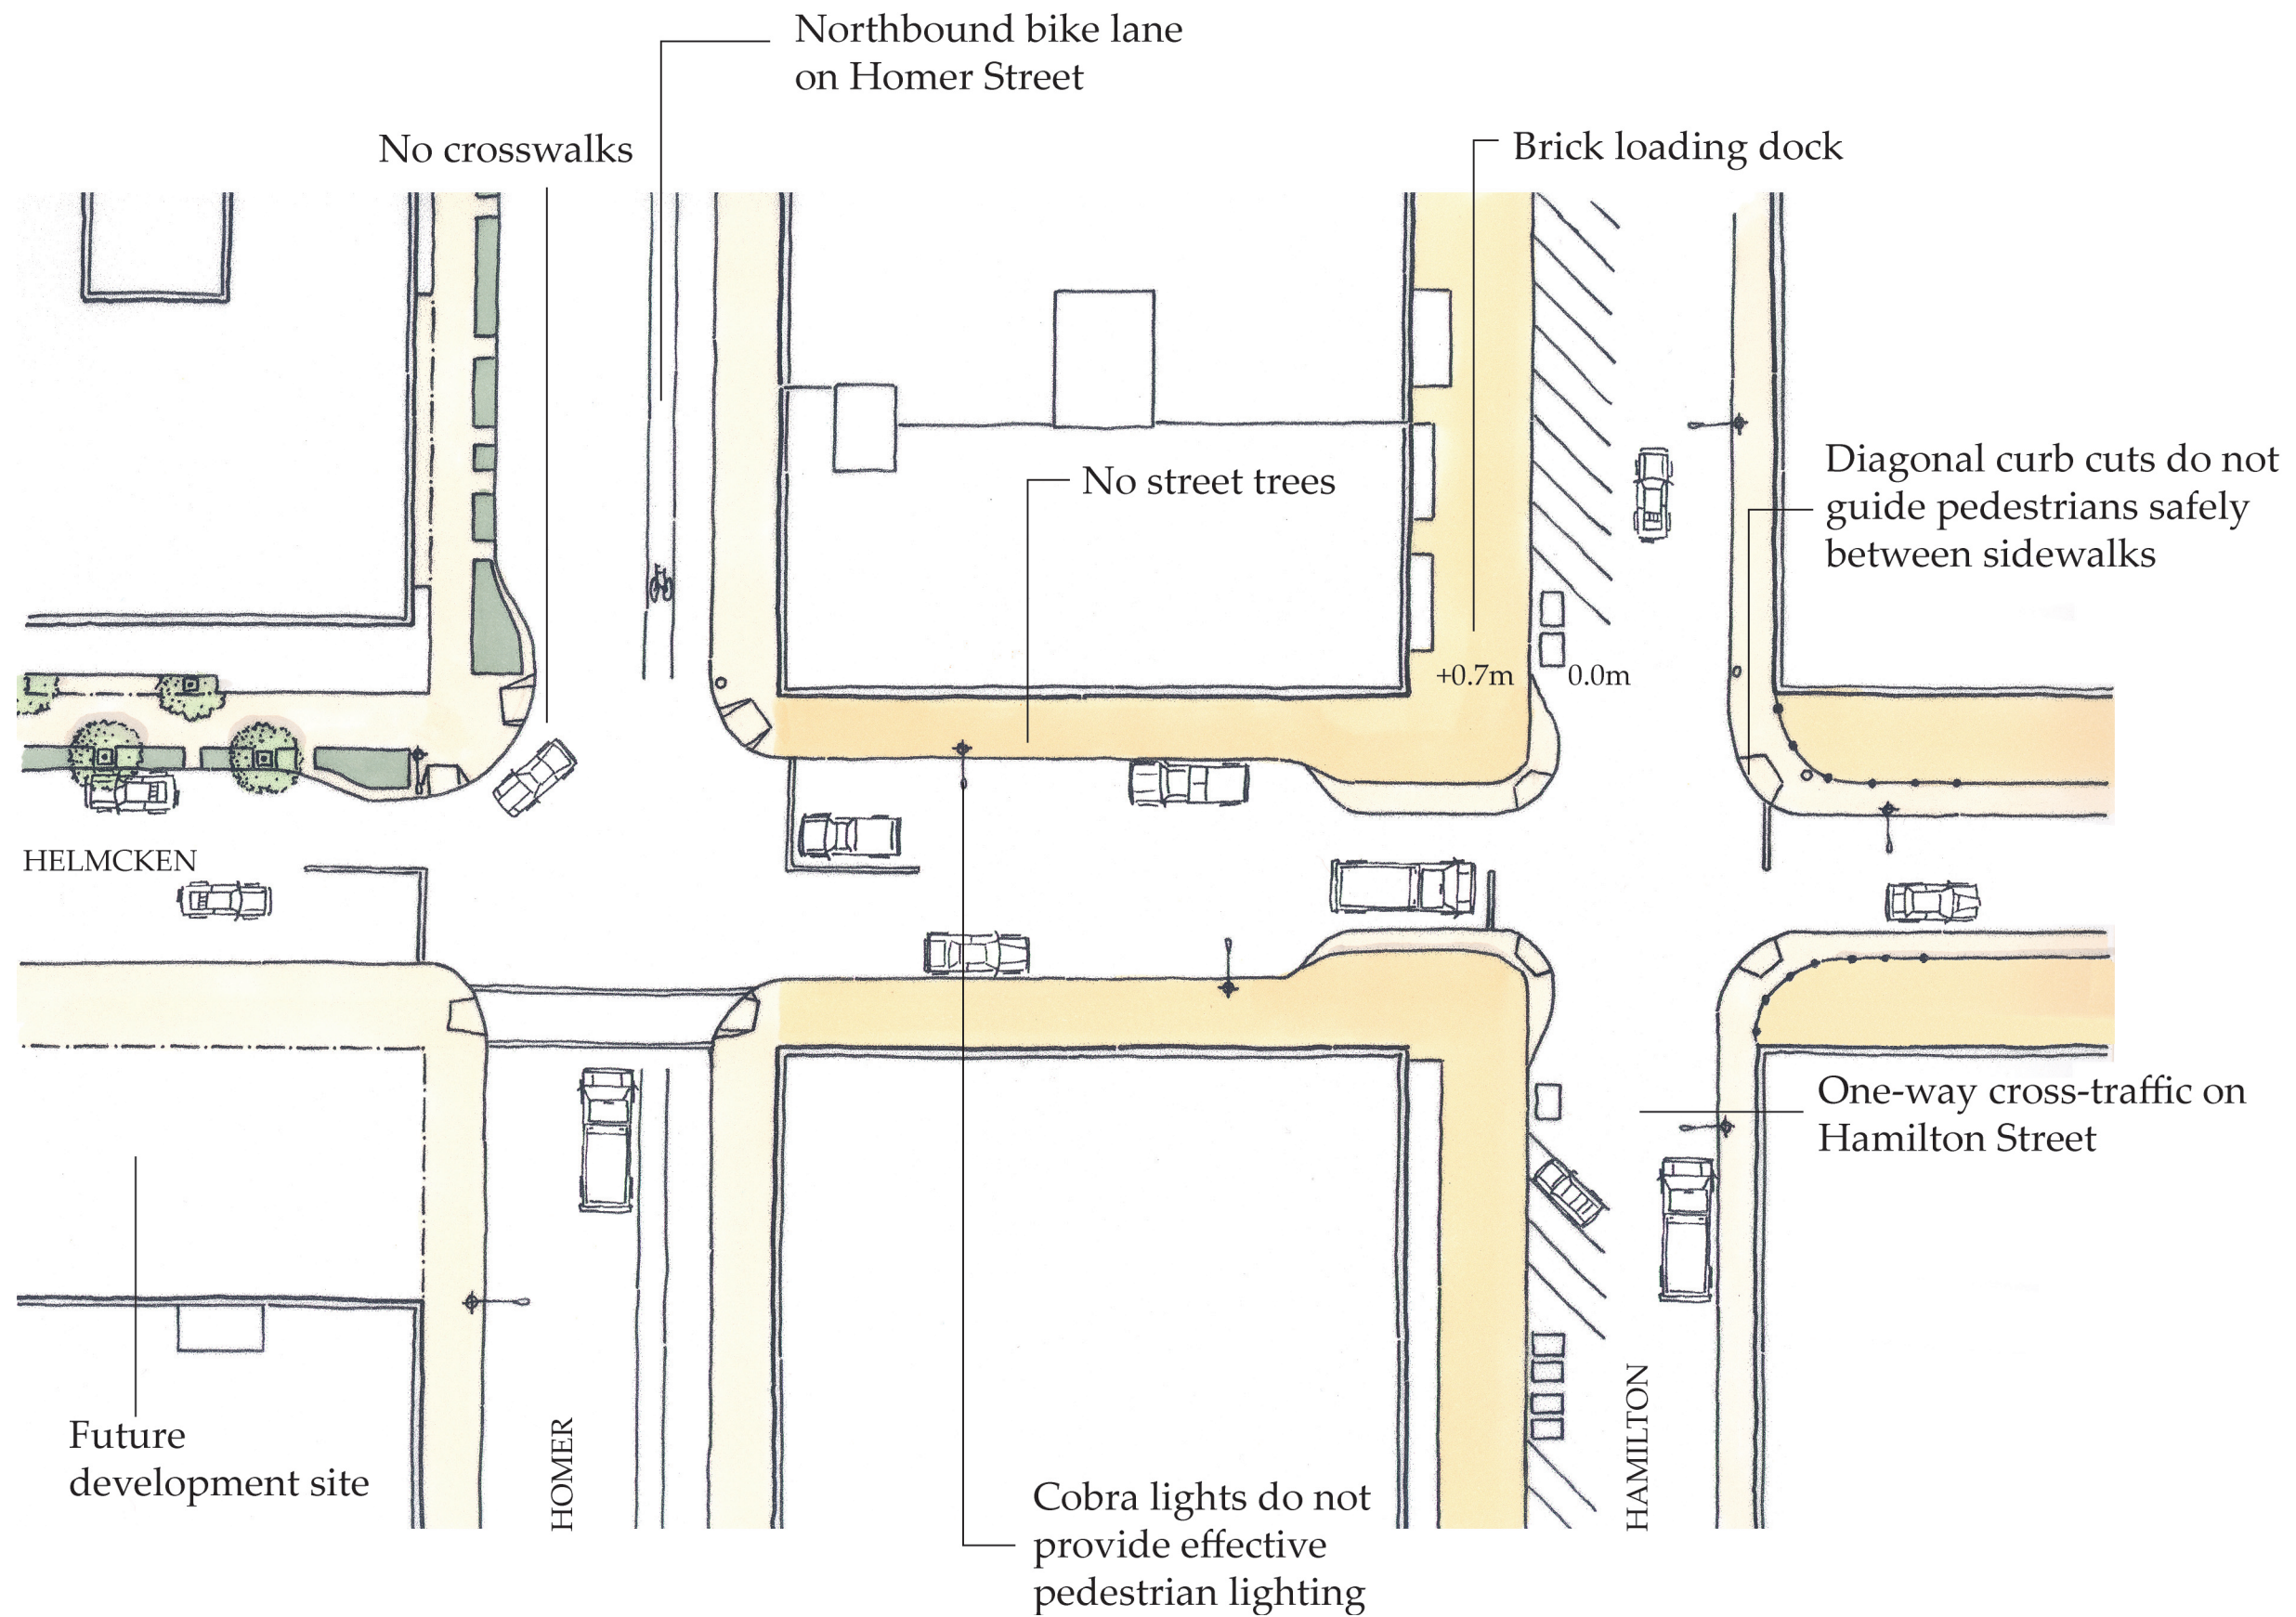 Northbound bike lane
on Homer Street
No crosswalks
Brick loading dock
Diagonal curb cuts do not
guide pedestrians safely
between sidewalks
No street trees
+0.7m
0.0m
HELMCKEN
One-way cross-traffic on
Hamilton Street
Future
development site
HOMER
HAMILTON
Cobra lights do not
provide effective
pedestrian lighting